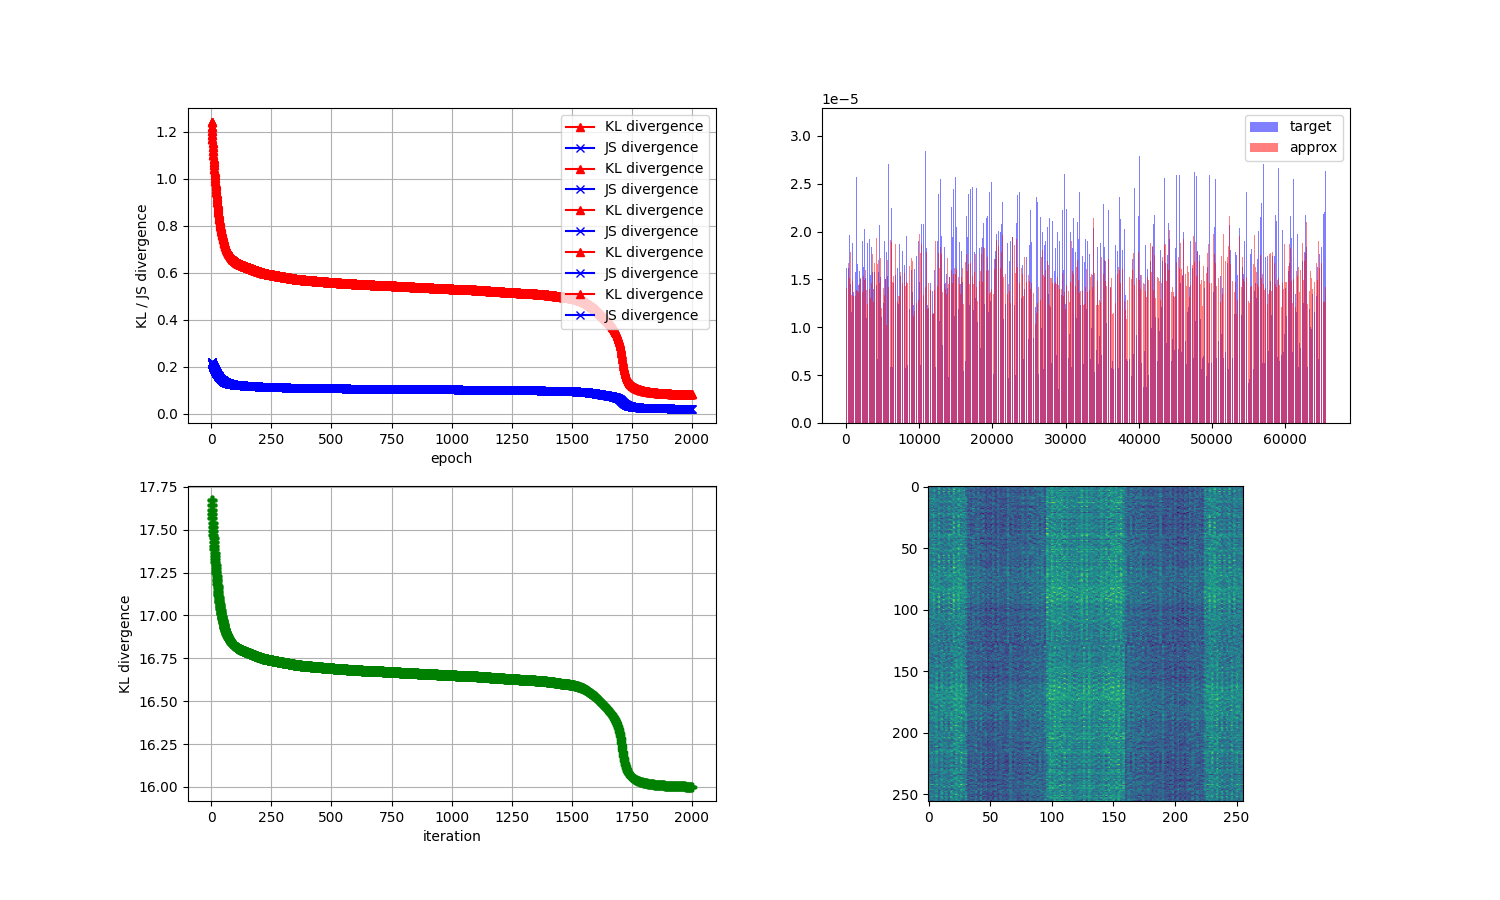 KL / JS divergence
1.2
1.0
0.8
0.6
0.4
0.2
0.0
0 250 500 750 1000 1250 1500 1750 2000
epoch
KL divergence
JS divergence
KL divergence
JS divergence
KL divergence
JS divergence
KL divergence
JS divergence
KL divergence
JS divergence
1e−5
3.0
2.5
2.0
1.5
1.0
0.5
0.0
0 10000 20000 30000 40000 50000 60000
target
approx
KL divergence
17.75
17.50
17.25
17.00
16.75
16.50
16.25
16.00
0 250 500 750 1000 1250 1500 1750 2000
iteration
0
50
100
150
200
250
0 50 100 150 200 250